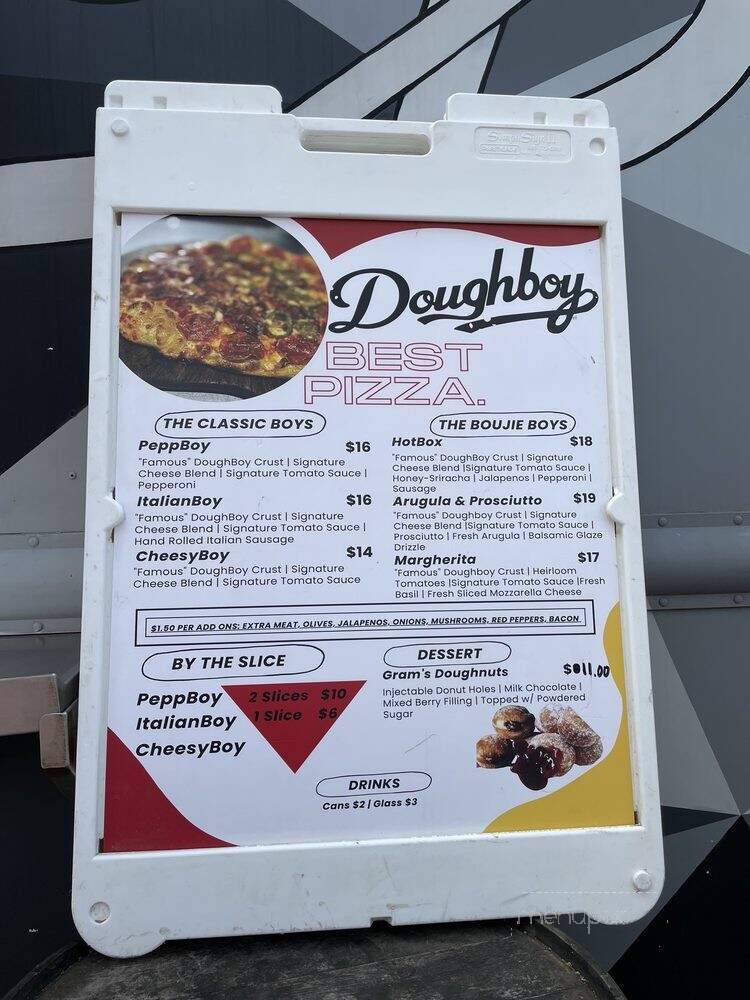 Doughboy
BEST
PIZZA.
THE CLASSIC BOYS
PeppBoy $16
"Famous" DoughBoy Crust | Signature
Cheese Blend | Signature Tomato Sauce |
Pepperoni
ItalianBoy $16
"Famous" DoughBoy Crust | Signature
Cheese Blend | Signature Tomato Sauce |
Hand Rolled Italian Sausage
CheesyBoy $14
"Famous" DoughBoy Crust | Signature
Cheese Blend | Signature Tomato Sauce
THE BOUJIE BOYS
HotBox $18
"Famous" DoughBoy Crust | Signature
Cheese Blend |Signature Tomato Sauce |
Honey-Sriracha | Jalapenos | Pepperoni |
Sausage
Arugula & Prosciutto $19
"Famous" Doughboy Crust | Signature
Cheese Blend |Signature Tomato Sauce |
Prosciutto | Fresh Arugula | Balsamic Glaze
Drizzle
Margherita $17
"Famous" Doughboy Crust | Heirloom
Tomatoes |Signature Tomato Sauce |Fresh
Basil | Fresh Sliced Mozzarella Cheese
$1.50 PER ADD ONS: EXTRA MEAT, OLIVES, JALAPENOS, ONIONS, MUSHROOMS, RED PEPPERS, BACON
BY THE SLICE
PeppBoy 2 Slices $10
ItalianBoy 1 Slice $6
CheesyBoy
DESSERT
Gram's Doughnuts $11.00
Injectable Donut Holes | Milk Chocolate |
Mixed Berry Filling | Topped w/ Powdered
Sugar
DRINKS
Cans $2 | Glass $3